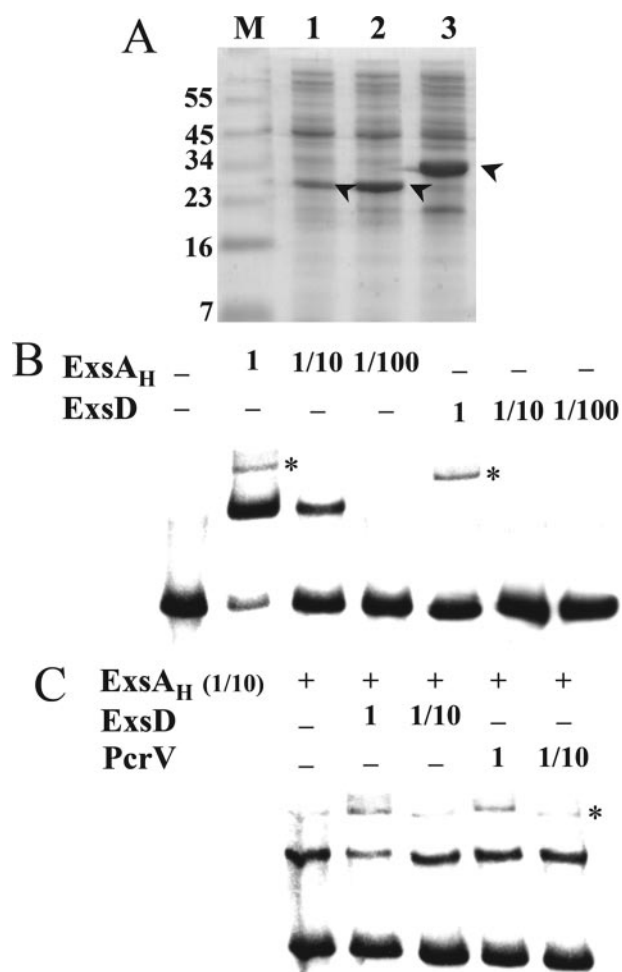 A M 1 2 3
55
45
34
23
16
7
B ExsA_H – 1 1/10 1/100 – – –
ExsD – – – – 1 1/10 1/100
*
*
C ExsA_H (1/10) + + + + +
ExsD – 1 1/10 – –
PcrV – – – 1 1/10
*